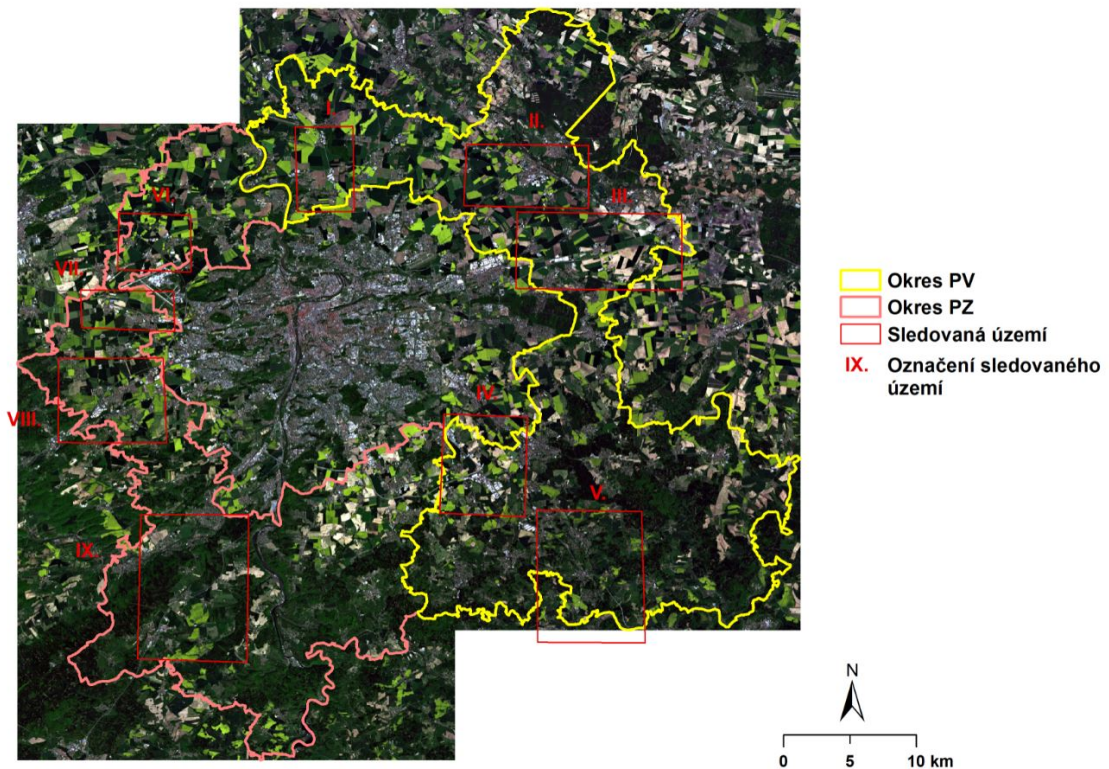 I.
II.
III.
VI.
VII.
VIII.
IV.
V.
IX.
Okres PV
Okres PZ
Sledovaná území
IX. Označení sledovaného
území
N
0 5 10 km